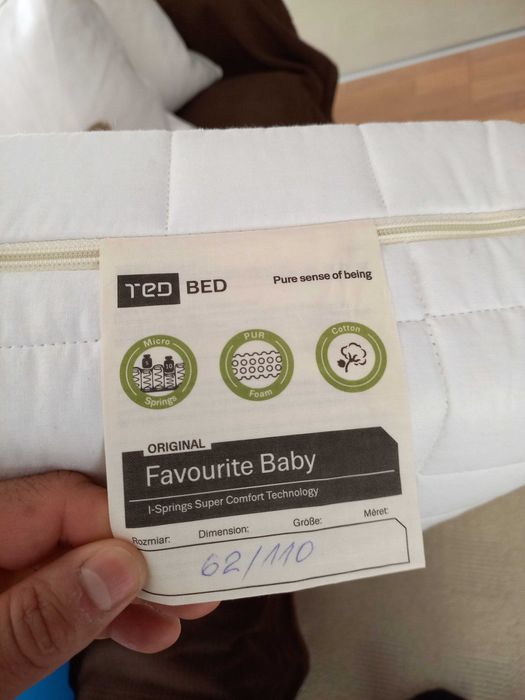 TED BED
Pure sense of being
Micro
Springs
PUR
Foam
Cotton
ORIGINAL
Favourite Baby
I-Springs Super Comfort Technology
Rozmiar: Dimension: Größe: Méret:
62/110